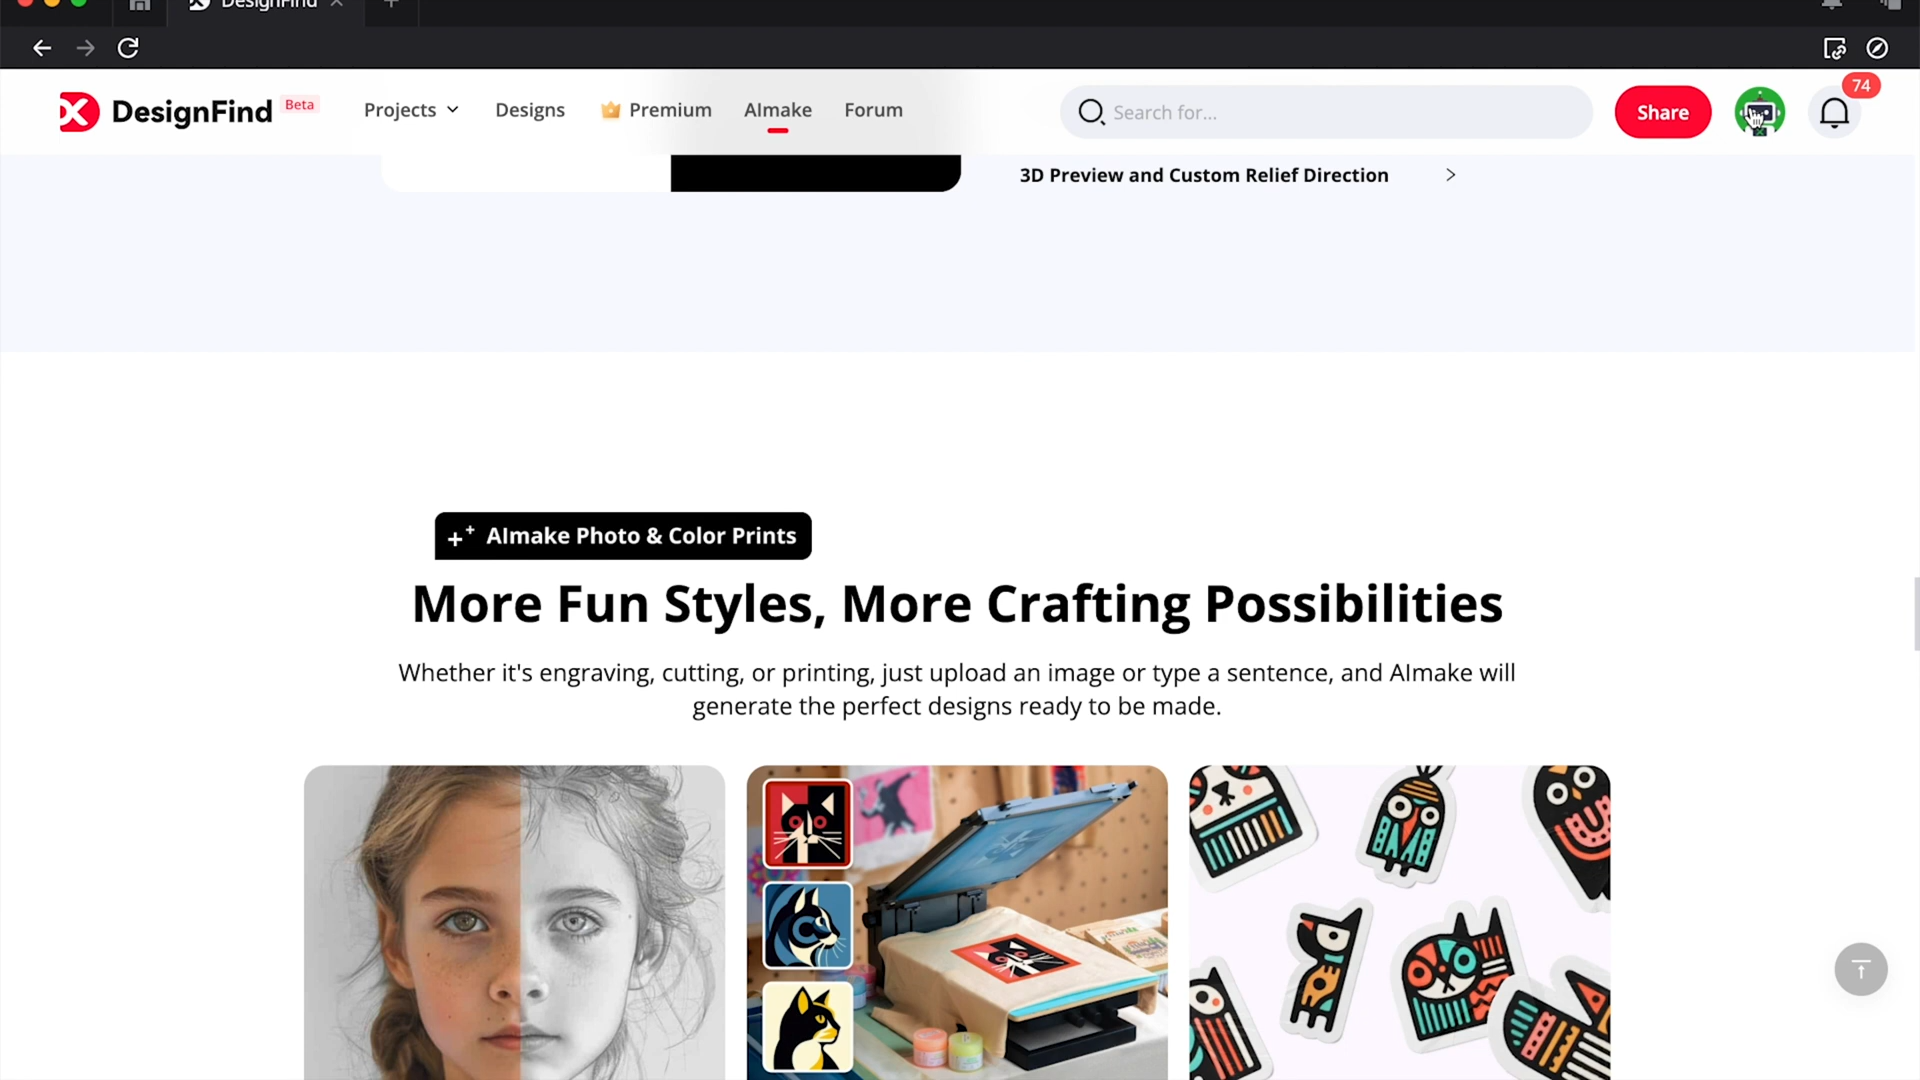 DesignFind
DesignFind Beta
Projects
Designs
Premium
AImake
Forum
Search for...
Share
74
3D Preview and Custom Relief Direction
AImake Photo & Color Prints
More Fun Styles, More Crafting Possibilities
Whether it's engraving, cutting, or printing, just upload an image or type a sentence, and AImake will
generate the perfect designs ready to be made.